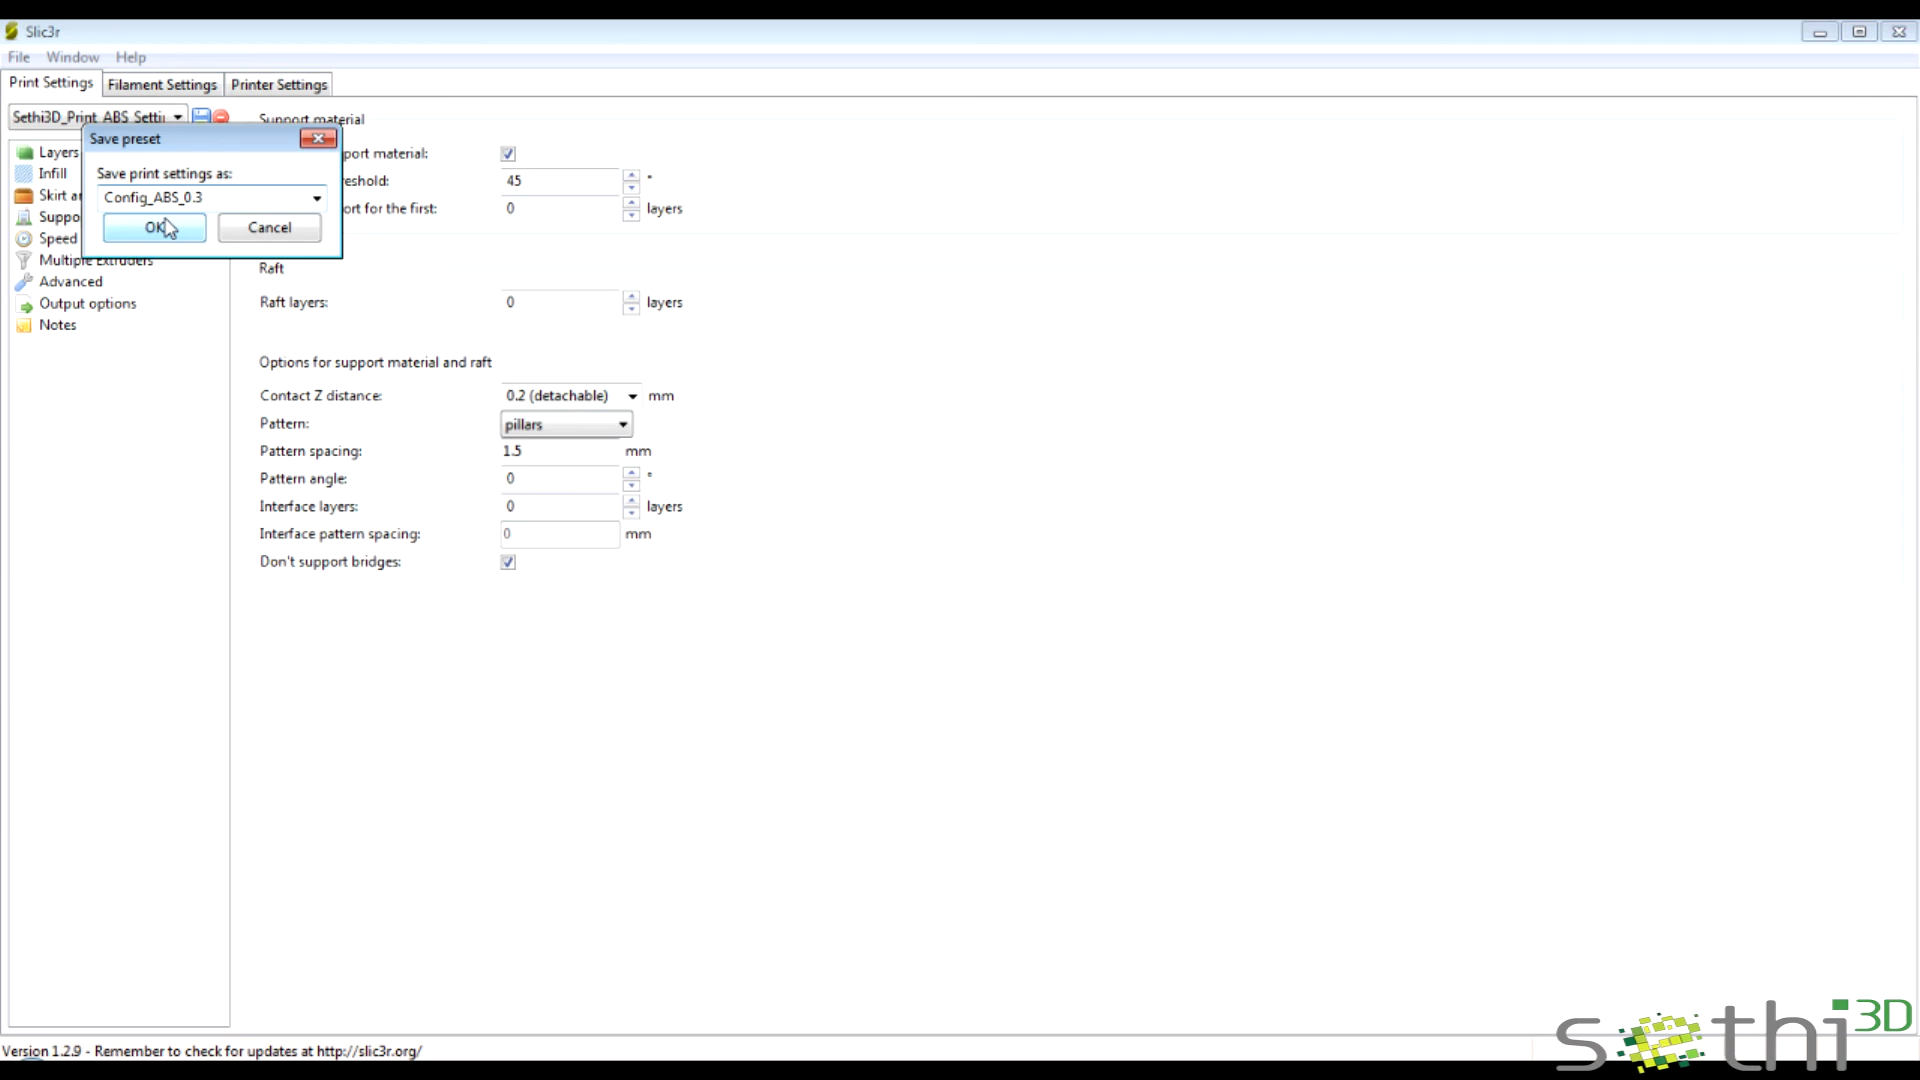 Slic3r
File Window Help
Print Settings Filament Settings Printer Settings
Sethi3D_Print_ABS_Settii
Support material
Save preset
Save print settings as:
Config_ABS_0.3
OK Cancel
Layers
Infill
Skirt ar
Suppo
Speed
Multiple Extruders
Advanced
Output options
Notes
port material:
reshold: 45 °
ort for the first: 0 layers
Raft
Raft layers: 0 layers
Options for support material and raft
Contact Z distance: 0.2 (detachable) mm
Pattern: pillars
Pattern spacing: 1.5 mm
Pattern angle: 0 °
Interface layers: 0 layers
Interface pattern spacing: 0 mm
Don't support bridges:
Version 1.2.9 - Remember to check for updates at http://slic3r.org/
sethi3D